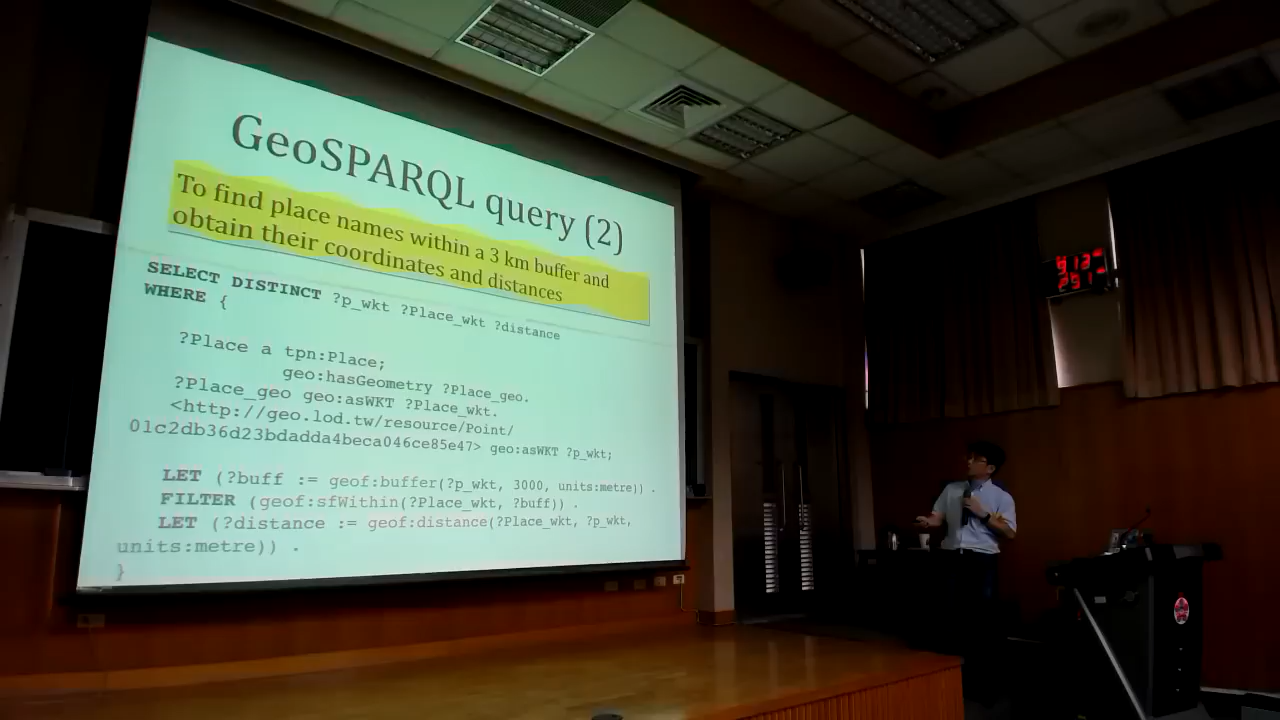 GeoSPARQL query (2)
To find place names within a 3 km buffer and
obtain their coordinates and distances
SELECT DISTINCT ?p_wkt ?Place_wkt ?distance
WHERE {
?Place a tpn:Place;
geo:hasGeometry ?Place_geo.
?Place_geo geo:asWKT ?Place_wkt.
<http://geo.lod.tw/resource/Point/
01c2db36d23bdadda4beca046ce85e47> geo:asWKT ?p_wkt;
LET (?buff := geof:buffer(?p_wkt, 3000, units:metre)) .
FILTER (geof:sfWithin(?Place_wkt, ?buff)) .
LET (?distance := geof:distance(?Place_wkt, ?p_wkt,
units:metre)) .
}